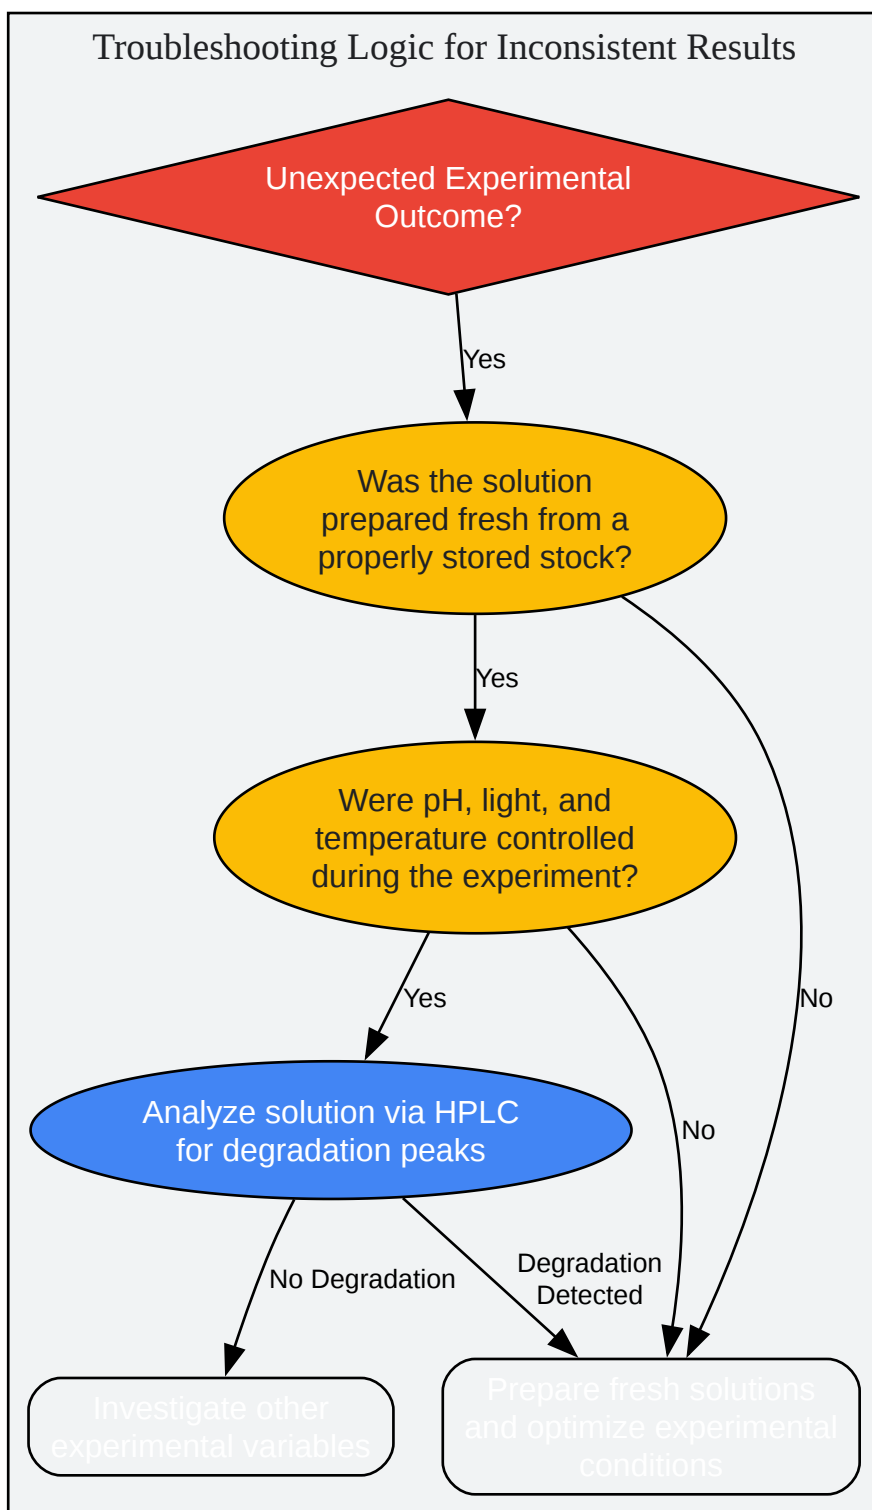 Troubleshooting Logic for Inconsistent Results
Unexpected Experimental
Outcome?
Yes
Was the solution
prepared fresh from a
properly stored stock?
Yes
Were pH, light, and
temperature controlled
during the experiment?
Yes
No
Analyze solution via HPLC
for degradation peaks
No
No Degradation
Degradation
Detected
Investigate other
experimental variables
Prepare fresh solutions
and optimize experimental
conditions